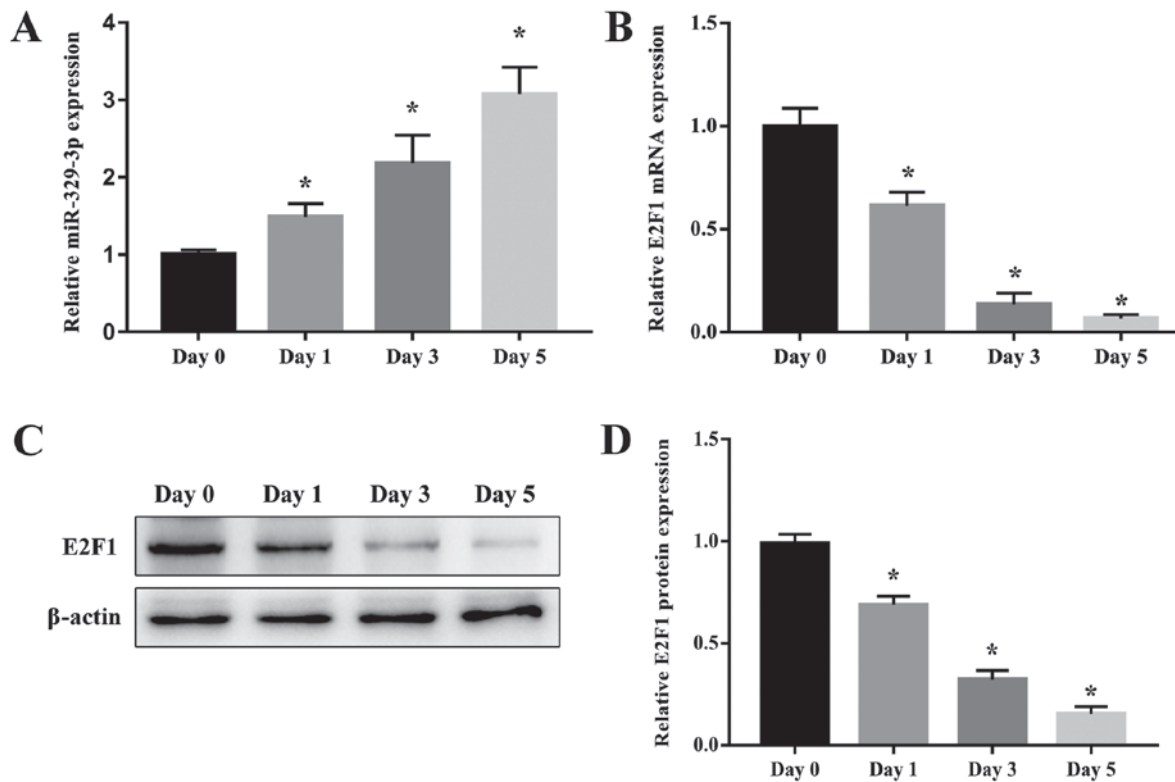 A
Relative miR-329-3p expression
4
3
2
1
0
*
*
*
Day 0 Day 1 Day 3 Day 5
B
Relative E2F1 mRNA expression
1.5
1.0
0.5
0.0
*
*
*
Day 0 Day 1 Day 3 Day 5
C
Day 0 Day 1 Day 3 Day 5
E2F1
β-actin
D
Relative E2F1 protein expression
1.5
1.0
0.5
0.0
*
*
*
Day 0 Day 1 Day 3 Day 5